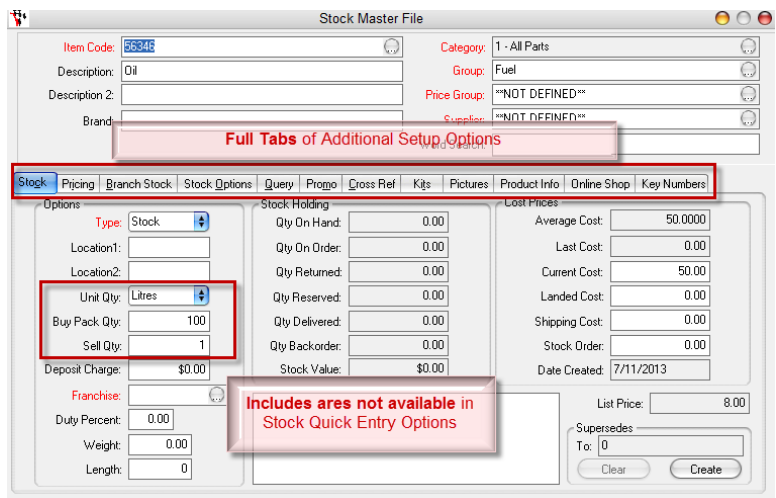 Stock Master File
Item Code: 56346
Category: 1 - All Parts
Description: Oil
Group: Fuel
Description 2:
Price Group: **NOT DEFINED**
Brand:
Supplier: **NOT DEFINED**
Word Search:
Full Tabs of Additional Setup Options
Stock Pricing Branch Stock Stock Options Query Promo Cross Ref Kits Pictures Product Info Online Shop Key Numbers
Options
Type: Stock
Location1:
Location2:
Unit Qty: Litres
Buy Pack Qty: 100
Sell Qty: 1
Deposit Charge: $0.00
Franchise:
Duty Percent: 0.00
Weight: 0.00
Length: 0
Stock Holding
Qty On Hand: 0.00
Qty On Order: 0.00
Qty Returned: 0.00
Qty Reserved: 0.00
Qty Delivered: 0.00
Qty Backorder: 0.00
Stock Value: $0.00
Cost Prices
Average Cost: 50.0000
Last Cost: 0.00
Current Cost: 50.00
Landed Cost: 0.00
Shipping Cost: 0.00
Stock Order: 0.00
Date Created: 7/11/2013
Includes ares not available in
Stock Quick Entry Options
List Price: 8.00
Supersedes
To: 0
Clear Create